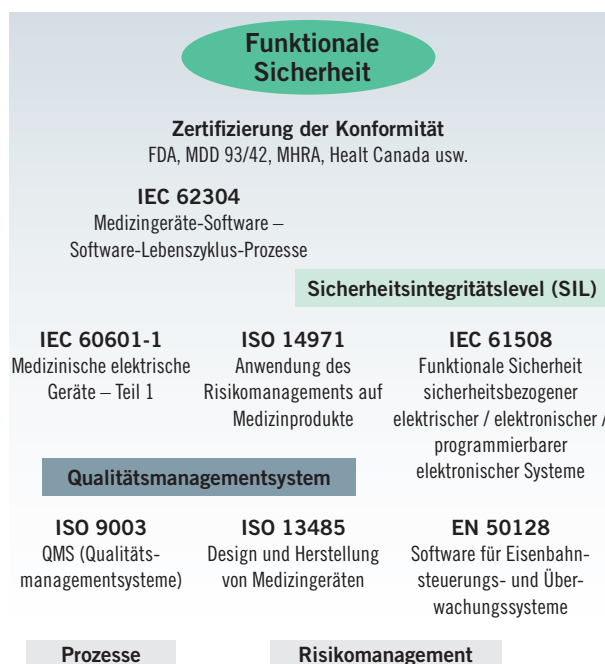 Funktionale
Sicherheit
Zertifizierung der Konformität
FDA, MDD 93/42, MHRA, Healt Canada usw.
IEC 62304
Medizingeräte-Software –
Software-Lebenszyklus-Prozesse
Sicherheitsintegritätslevel (SIL)
IEC 60601-1
Medizinische elektrische
Geräte – Teil 1
ISO 14971
Anwendung des
Risikomanagements auf
Medizinprodukte
IEC 61508
Funktionale Sicherheit
sicherheitsbezogener
elektrischer / elektronischer /
programmierbarer
elektronischer Systeme
Qualitätsmanagementsystem
ISO 9003
QMS (Qualitäts-
managementsysteme)
ISO 13485
Design und Herstellung
von Medizingeräten
EN 50128
Software für Eisenbahn-
steuerungs- und Über-
wachungssysteme
Prozesse
Risikomanagement